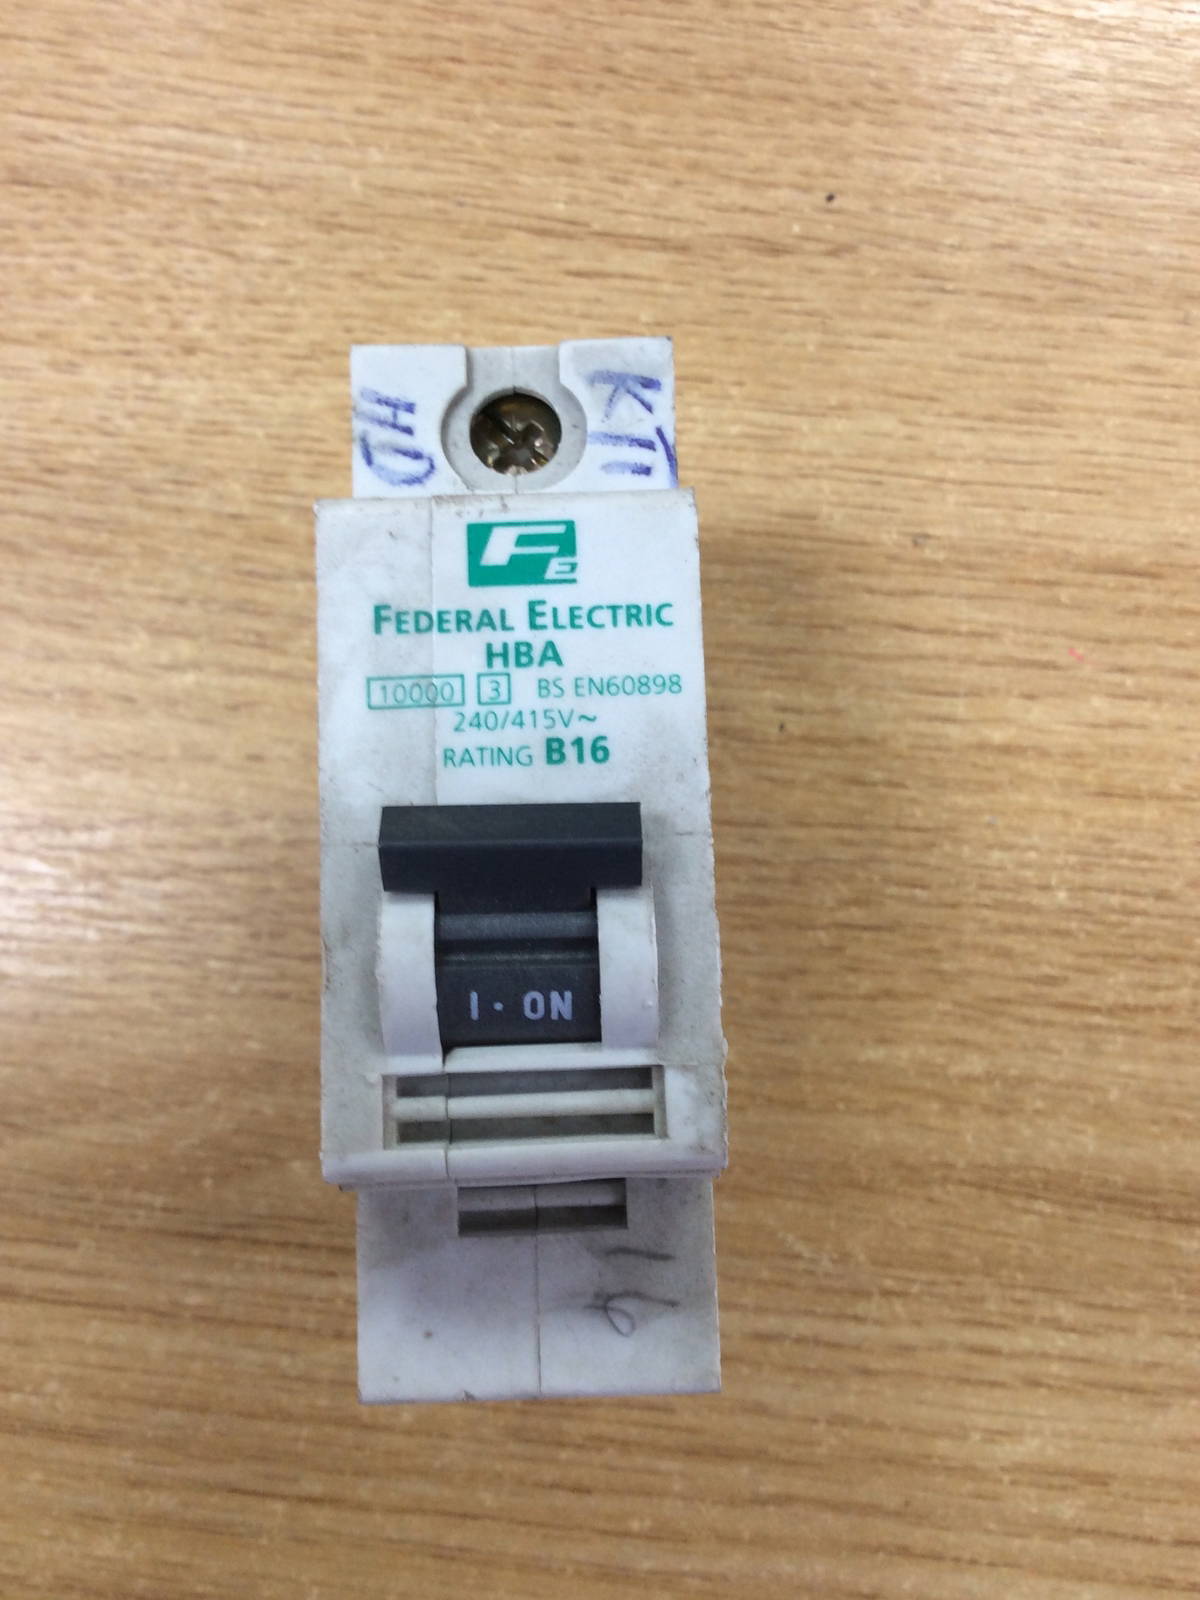 FE
FEDERAL ELECTRIC
HBA
10000 3 BS EN60898
240/415V~
RATING B16
I · ON